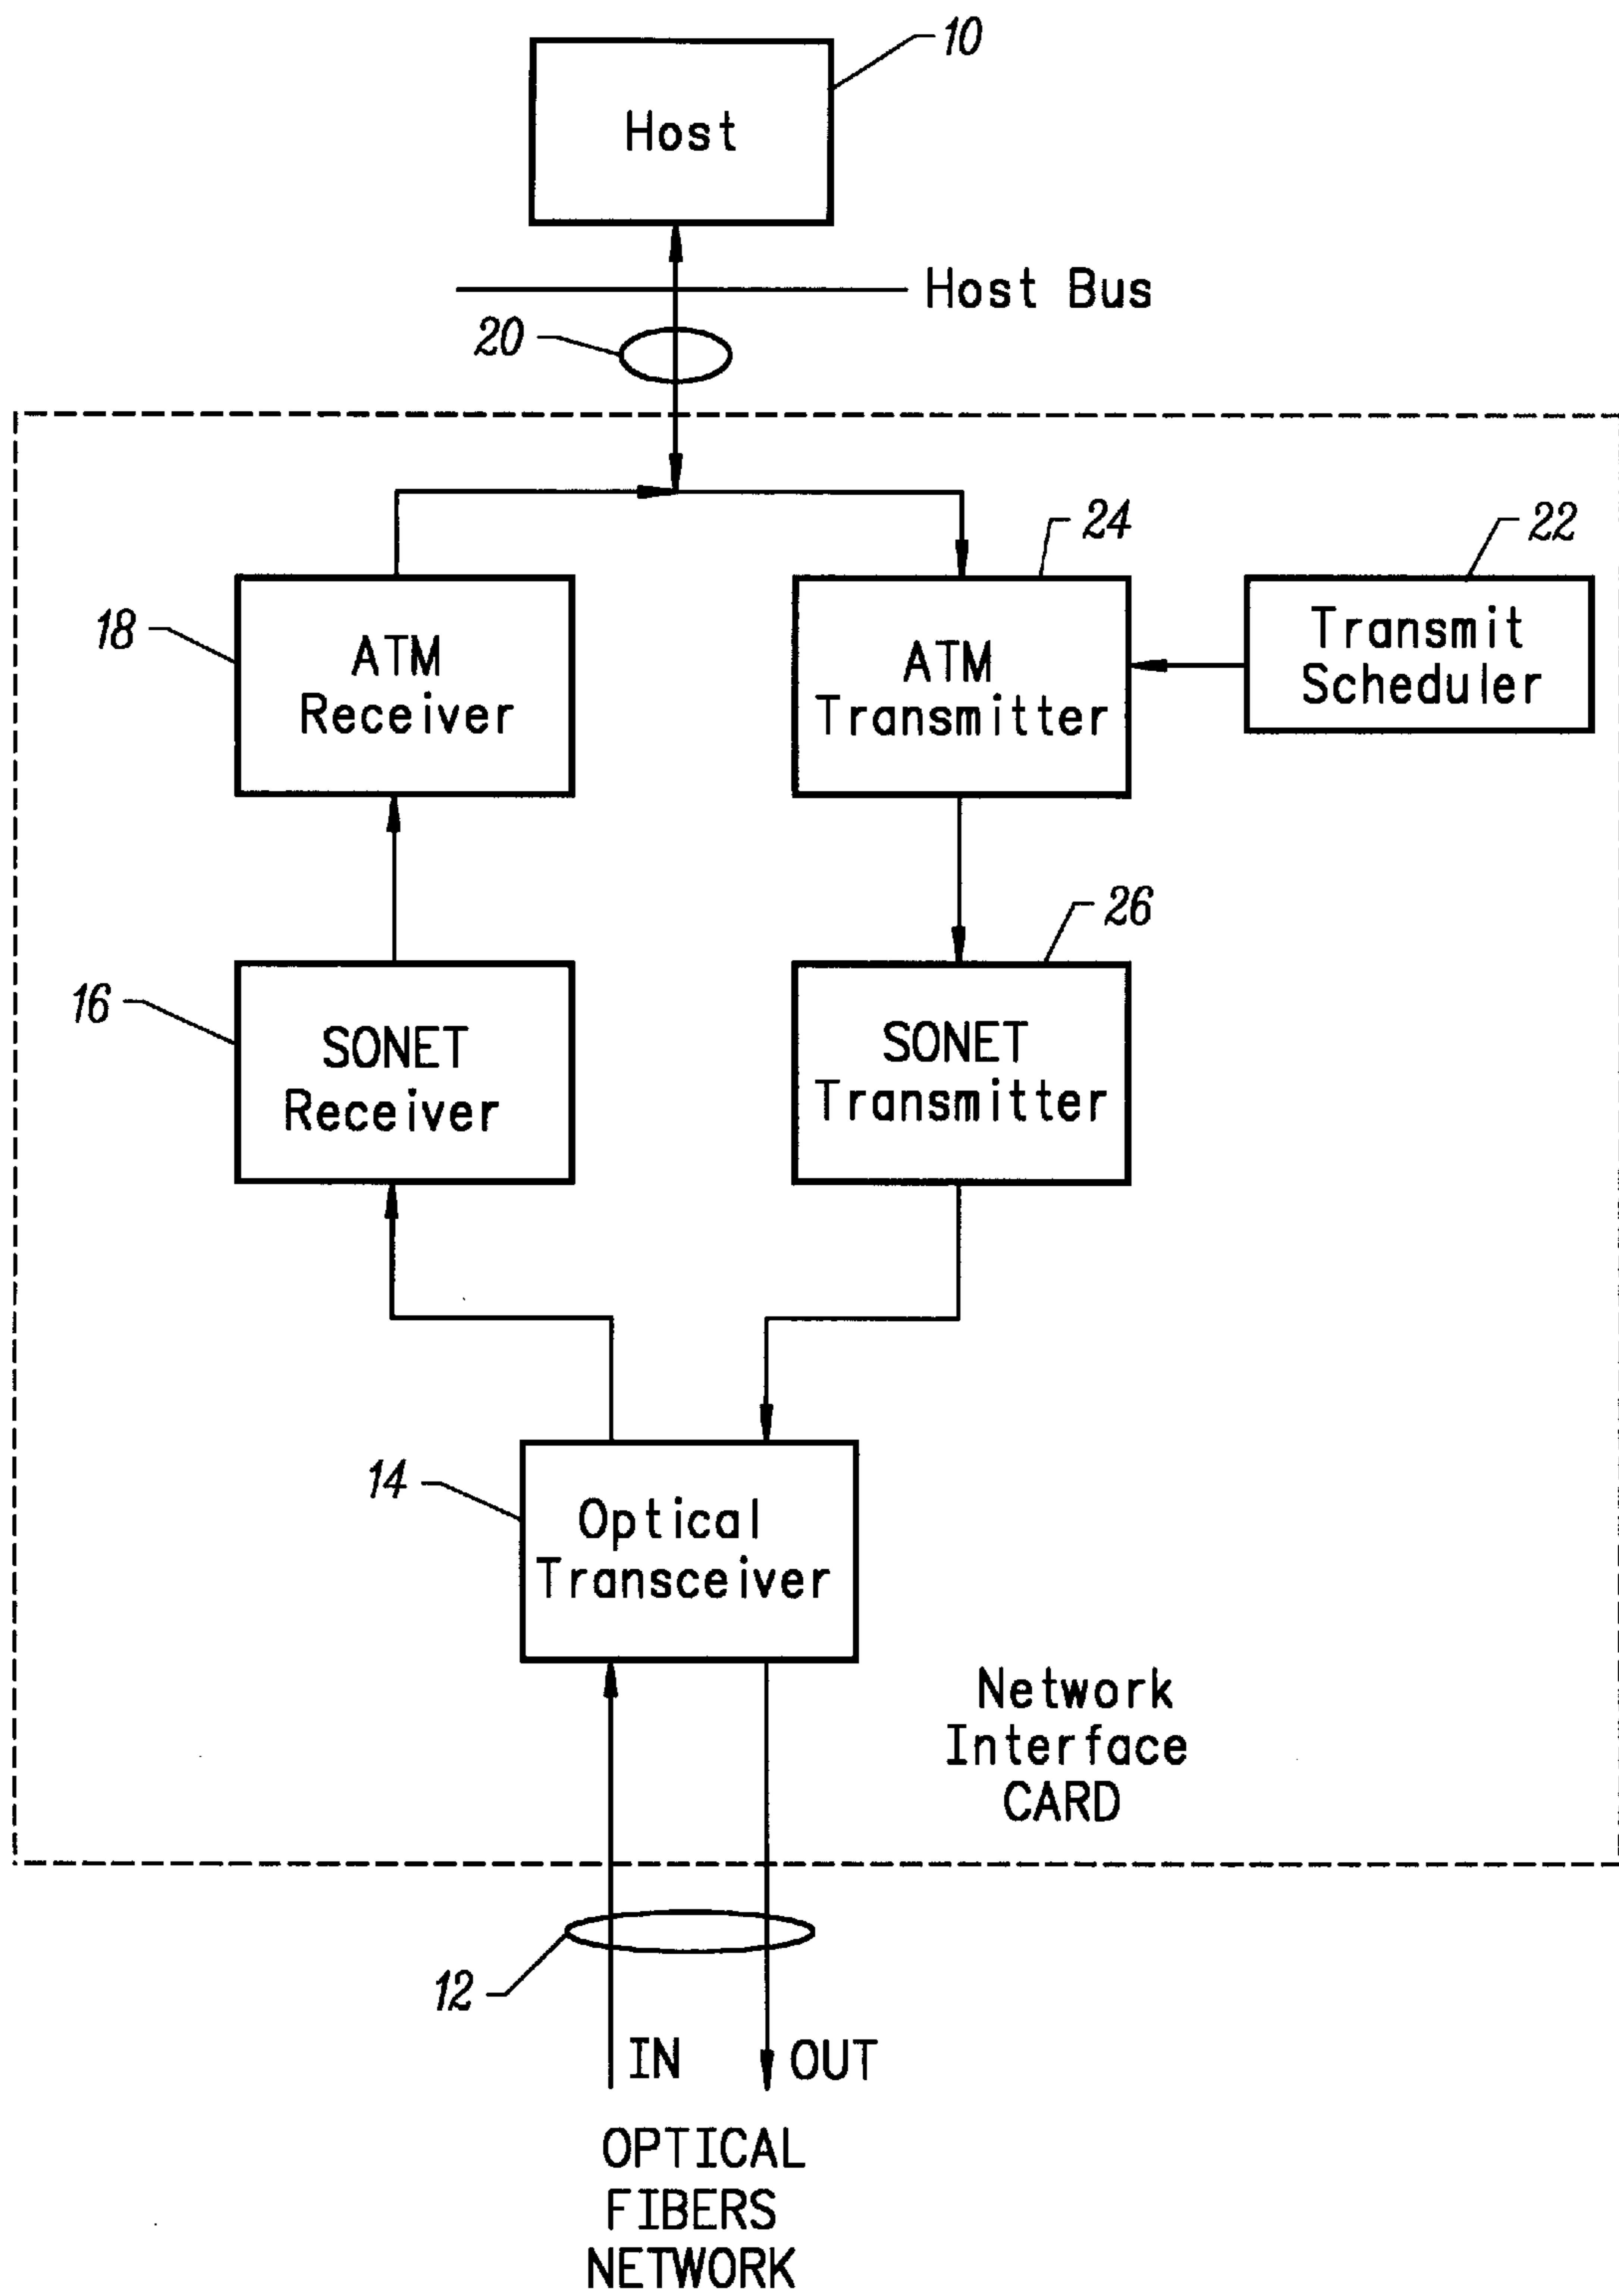 10
Host
Host Bus
20
24
22
18
ATM
Receiver
ATM
Transmitter
Transmit
Scheduler
26
16
SONET
Receiver
SONET
Transmitter
14
Optical
Transceiver
Network
Interface
CARD
12
IN
OUT
OPTICAL
FIBERS
NETWORK